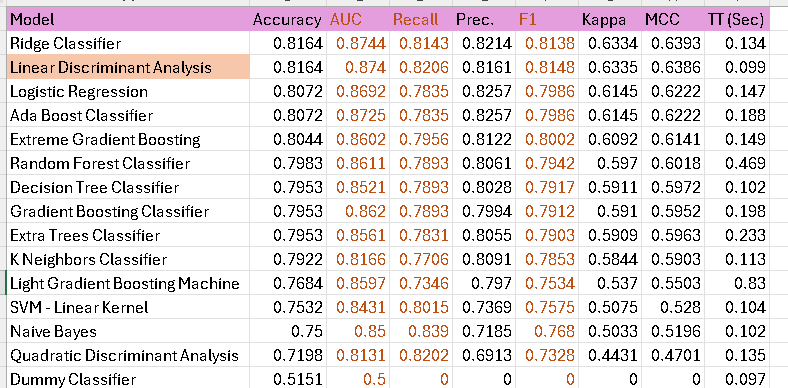 Model Accuracy AUC Recall Prec. F1 Kappa MCC TT (Sec)
Ridge Classifier 0.8164 0.8744 0.8143 0.8214 0.8138 0.6334 0.6393 0.134
Linear Discriminant Analysis 0.8164 0.874 0.8206 0.8161 0.8148 0.6335 0.6386 0.099
Logistic Regression 0.8072 0.8692 0.7835 0.8257 0.7986 0.6145 0.6222 0.147
Ada Boost Classifier 0.8072 0.8725 0.7835 0.8257 0.7986 0.6145 0.6222 0.188
Extreme Gradient Boosting 0.8044 0.8602 0.7956 0.8122 0.8002 0.6092 0.6141 0.149
Random Forest Classifier 0.7983 0.8611 0.7893 0.8061 0.7942 0.597 0.6018 0.469
Decision Tree Classifier 0.7953 0.8521 0.7893 0.8028 0.7917 0.5911 0.5972 0.102
Gradient Boosting Classifier 0.7953 0.862 0.7893 0.7994 0.7912 0.591 0.5952 0.198
Extra Trees Classifier 0.7953 0.8561 0.7831 0.8055 0.7903 0.5909 0.5963 0.233
K Neighbors Classifier 0.7922 0.8166 0.7706 0.8091 0.7853 0.5844 0.5903 0.113
Light Gradient Boosting Machine 0.7684 0.8597 0.7346 0.797 0.7534 0.537 0.5503 0.83
SVM - Linear Kernel 0.7532 0.8431 0.8015 0.7369 0.7575 0.5075 0.528 0.104
Naive Bayes 0.75 0.85 0.839 0.7185 0.768 0.5033 0.5196 0.102
Quadratic Discriminant Analysis 0.7198 0.8131 0.8202 0.6913 0.7328 0.4431 0.4701 0.135
Dummy Classifier 0.5151 0.5 0 0 0 0 0 0.097